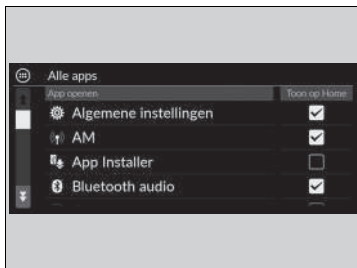 Alle apps
App openen Toon op Home
Algemene instellingen
AM
App Installer
Bluetooth audio